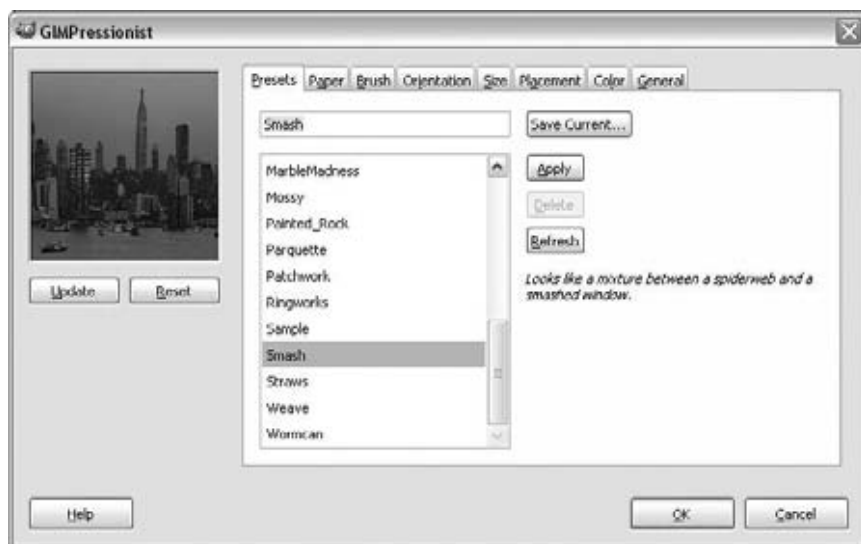 GIMPressionist
Presets Paper Brush Orientation Size Placement Color General
Smash
Save Current...
MarbleMadness
Mossy
Painted_Rock
Parquette
Patchwork
Ringworks
Sample
Smash
Straws
Weave
Wormcan
Apply
Delete
Refresh
Looks like a mixture between a spiderweb and a
smashed window.
Update Reset
Help
OK Cancel